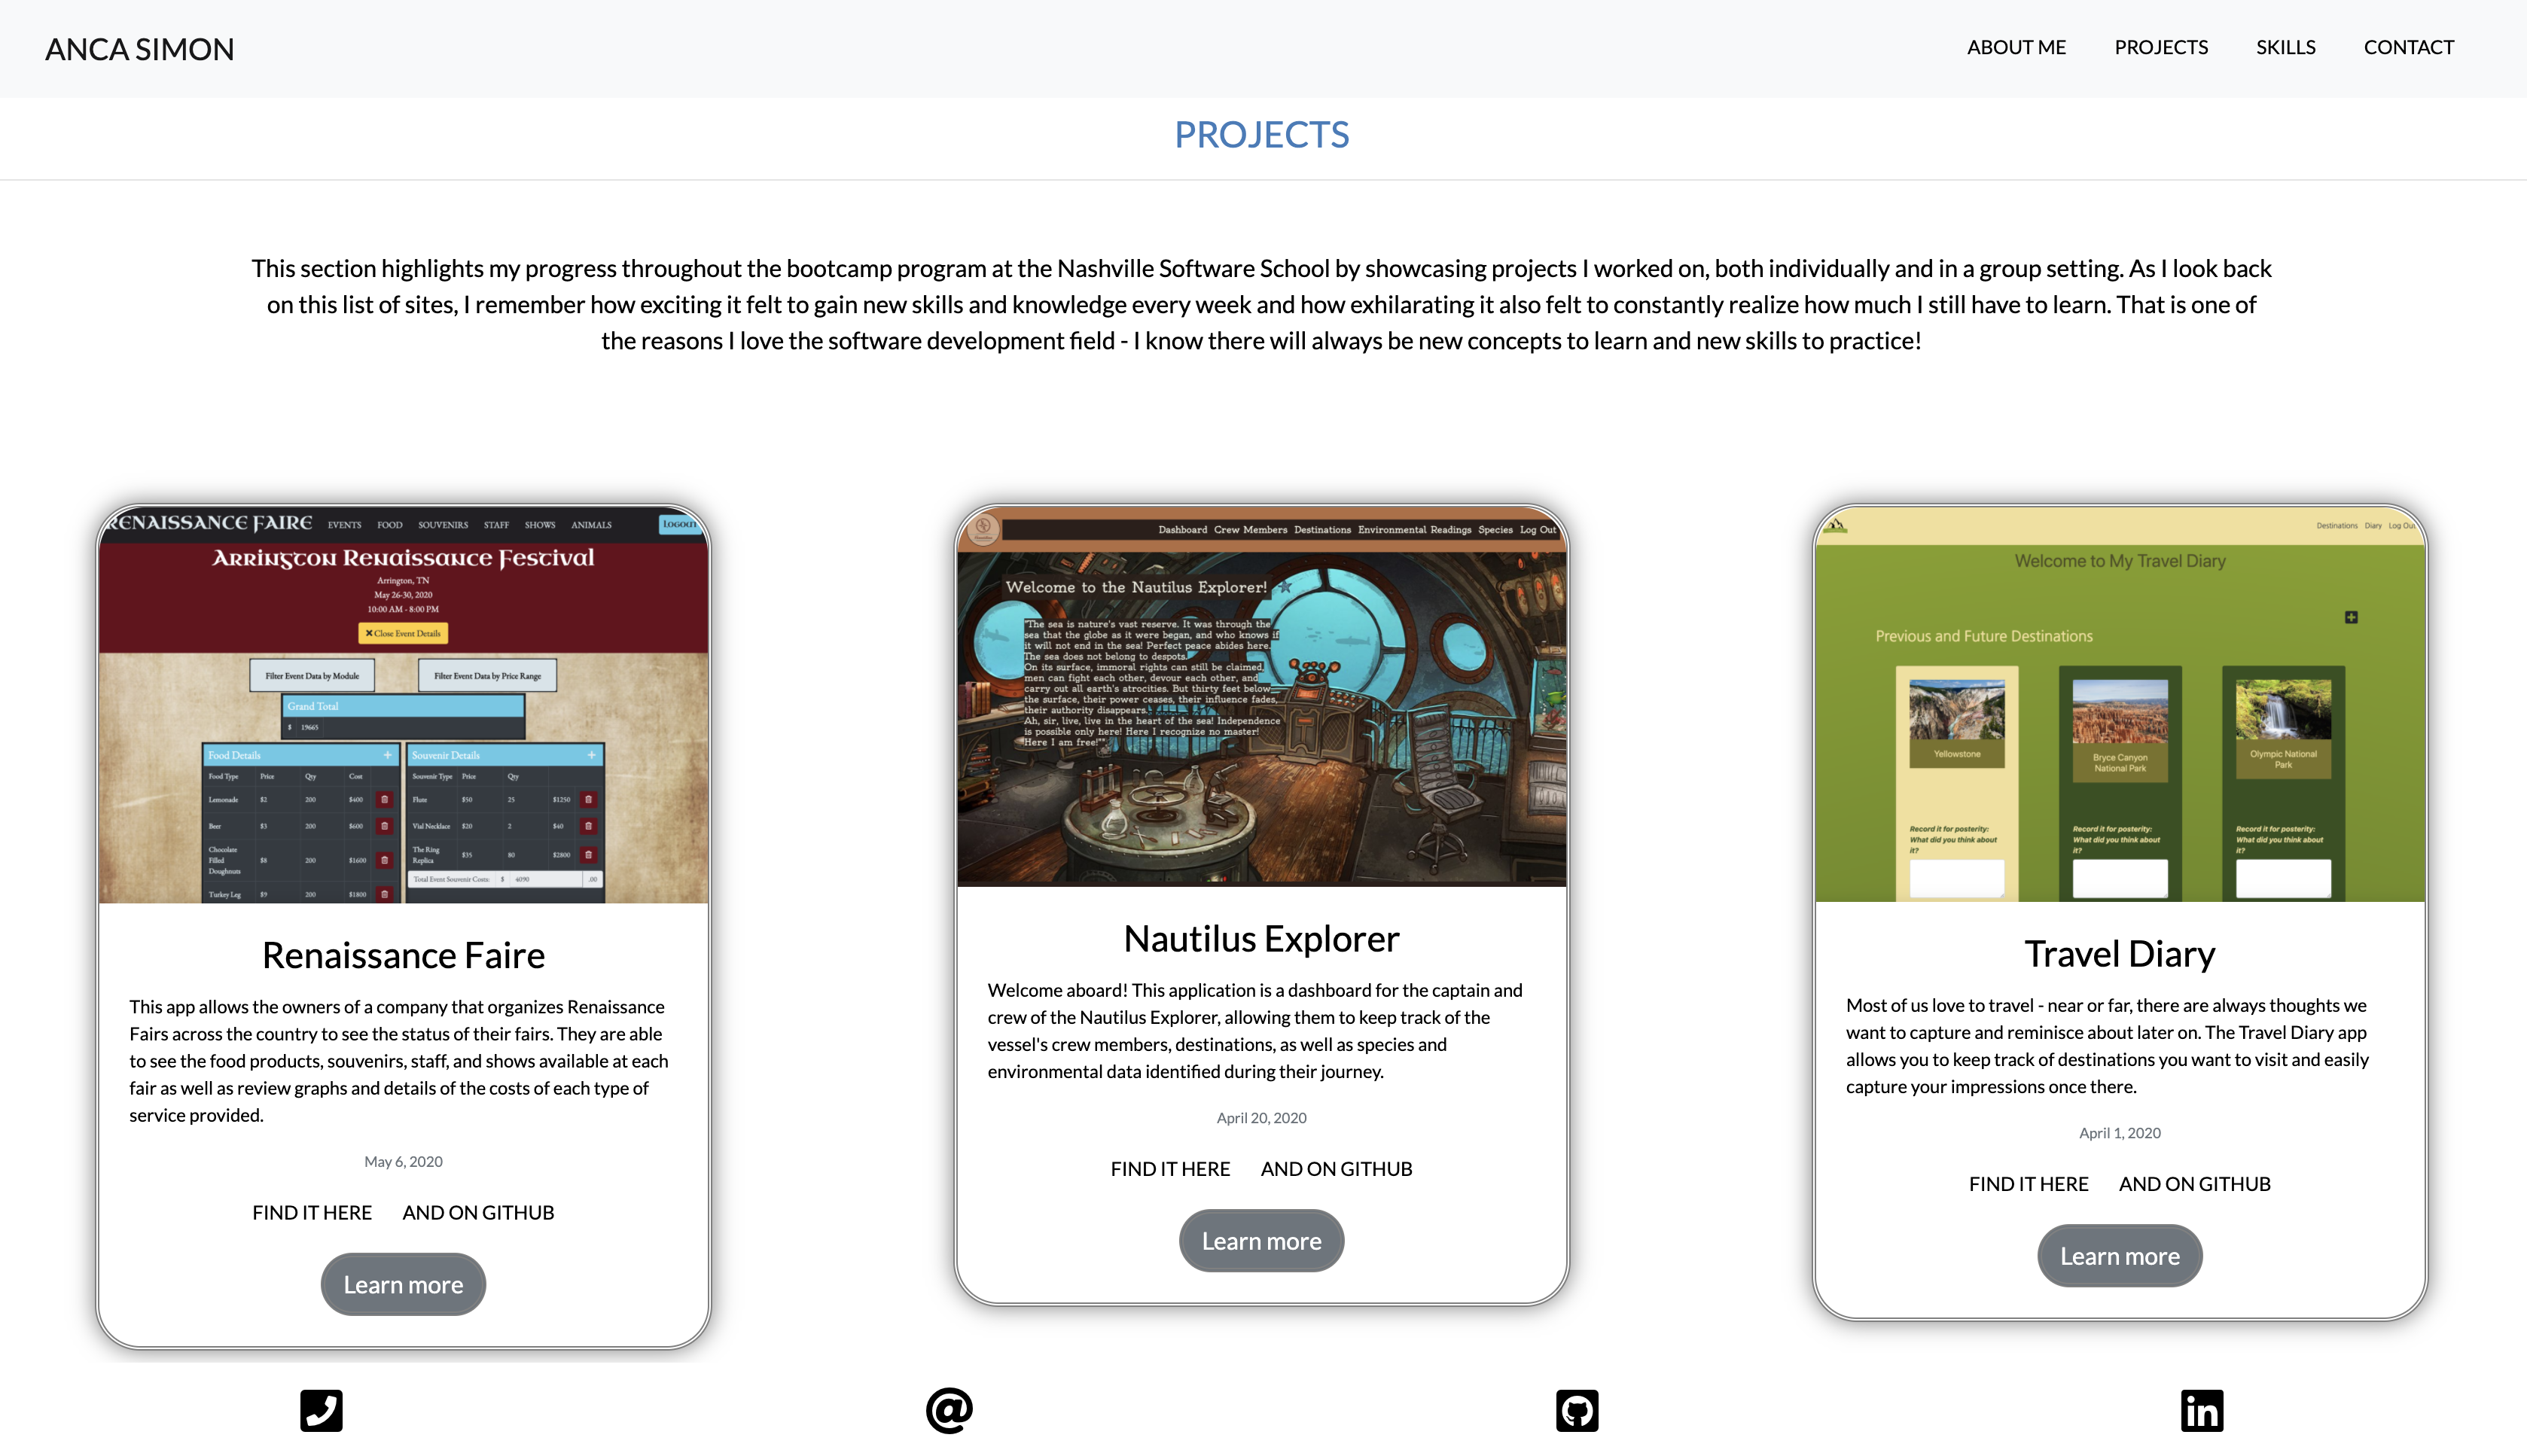 ANCA SIMON
ABOUT ME PROJECTS SKILLS CONTACT
PROJECTS
This section highlights my progress throughout the bootcamp program at the Nashville Software School by showcasing projects I worked on, both individually and in a group setting. As I look back
on this list of sites, I remember how exciting it felt to gain new skills and knowledge every week and how exhilarating it also felt to constantly realize how much I still have to learn. That is one of
the reasons I love the software development field - I know there will always be new concepts to learn and new skills to practice!
RENAISSANCE FAIRE EVENTS FOOD SOUVENIRS STAFF SHOWS ANIMALS LOGOUT
Arrington Renaissance Festival
Arrington, TN
May 26-30, 2020
10:00 AM - 8:00 PM
Close Event Details
Filter Event Data by Module Filter Event Data by Price Range
Grand Total
$ 19665
Food Details + Souvenir Details +
Food Type Price Qty Cost Souvenir Type Price Qty
Lemonade $2 200 $400 Flute $50 25 $1250
Beer $3 200 $600 Vial Necklace $20 2 $40
Chocolate
Filled
Doughnuts $8 200 $1600
The Ring
Replica $35 80 $2800
Total Event Souvenir Costs: $ 4090 .00
Turkey Leg $9 200 $1800
Renaissance Faire
This app allows the owners of a company that organizes Renaissance
Fairs across the country to see the status of their fairs. They are able
to see the food products, souvenirs, staff, and shows available at each
fair as well as review graphs and details of the costs of each type of
service provided.
May 6, 2020
FIND IT HERE AND ON GITHUB
Learn more
Dashboard Crew Members Destinations Environmental Readings Species Log Out
Welcome to the Nautilus Explorer!
"The sea is nature's vast reserve. It was through the
sea that the globe as it were began, and who knows if
it will not end in the sea! Perfect peace abides here.
The sea does not belong to despots.
On its surface, immoral rights can still be claimed,
men can fight each other, devour each other, and
carry out all earth's atrocities. But thirty feet below
the surface, their power ceases, their influence fades,
their authority disappears.
Ah, sir, live, live in the heart of the sea! Independence
is possible only here! Here I recognize no master!
Here I am free!"
Nautilus Explorer
Welcome aboard! This application is a dashboard for the captain and
crew of the Nautilus Explorer, allowing them to keep track of the
vessel's crew members, destinations, as well as species and
environmental data identified during their journey.
April 20, 2020
FIND IT HERE AND ON GITHUB
Learn more
Destinations Diary Log Out
Welcome to My Travel Diary
Previous and Future Destinations
Yellowstone
Bryce Canyon
National Park
Olympic National
Park
Record it for posterity:
What did you think about
it?
Record it for posterity:
What did you think about
it?
Record it for posterity:
What did you think about
it?
Travel Diary
Most of us love to travel - near or far, there are always thoughts we
want to capture and reminisce about later on. The Travel Diary app
allows you to keep track of destinations you want to visit and easily
capture your impressions once there.
April 1, 2020
FIND IT HERE AND ON GITHUB
Learn more
@
in